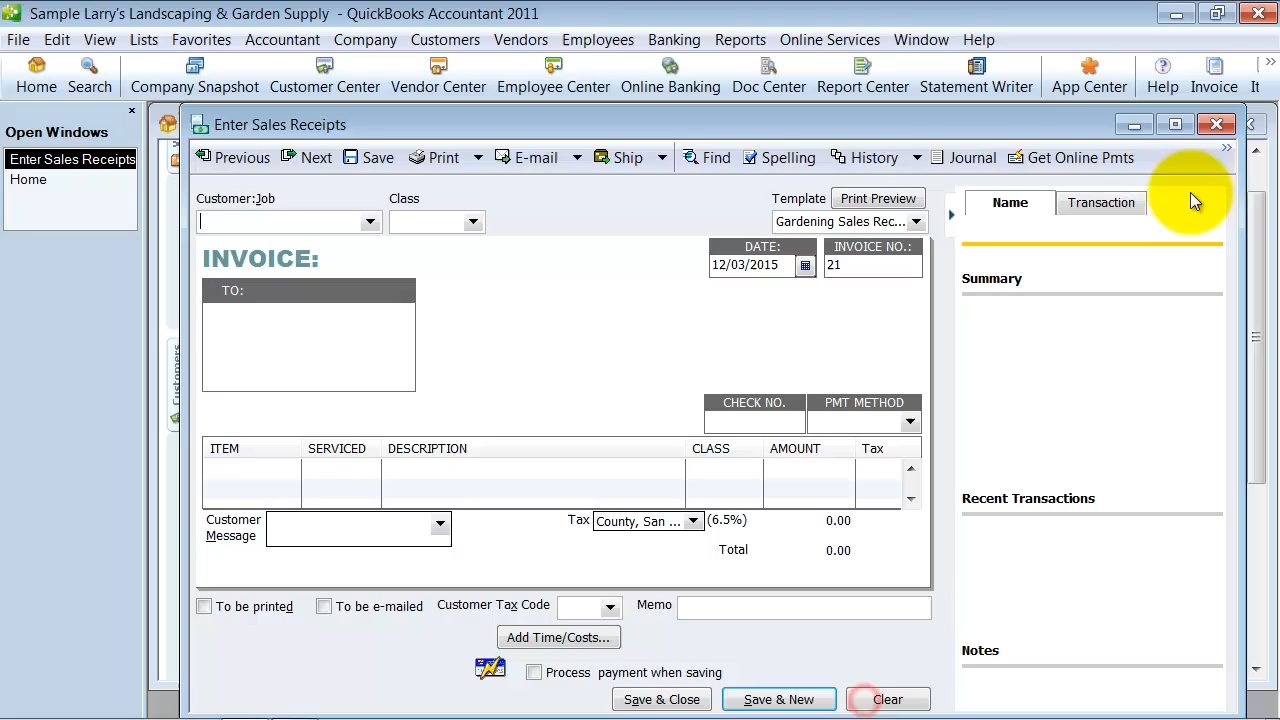 Sample Larry's Landscaping & Garden Supply - QuickBooks Accountant 2011
File Edit View Lists Favorites Accountant Company Customers Vendors Employees Banking Reports Online Services Window Help
Home Search Company Snapshot Customer Center Vendor Center Employee Center Online Banking Doc Center Report Center Statement Writer App Center Help Invoice It
Open Windows
Enter Sales Receipts
Home
Customers
Enter Sales Receipts
Previous Next Save Print E-mail Ship Find Spelling History Journal Get Online Pmts
Customer:Job Class Template Print Preview
Gardening Sales Rec...
INVOICE:
DATE: INVOICE NO.:
12/03/2015 21
TO:
CHECK NO. PMT METHOD
ITEM SERVICED DESCRIPTION CLASS AMOUNT Tax
Customer Message
Tax County, San ... (6.5%) 0.00
Total 0.00
To be printed To be e-mailed Customer Tax Code Memo
Add Time/Costs...
Process payment when saving
Save & Close Save & New Clear
Name Transaction
Summary
Recent Transactions
Notes